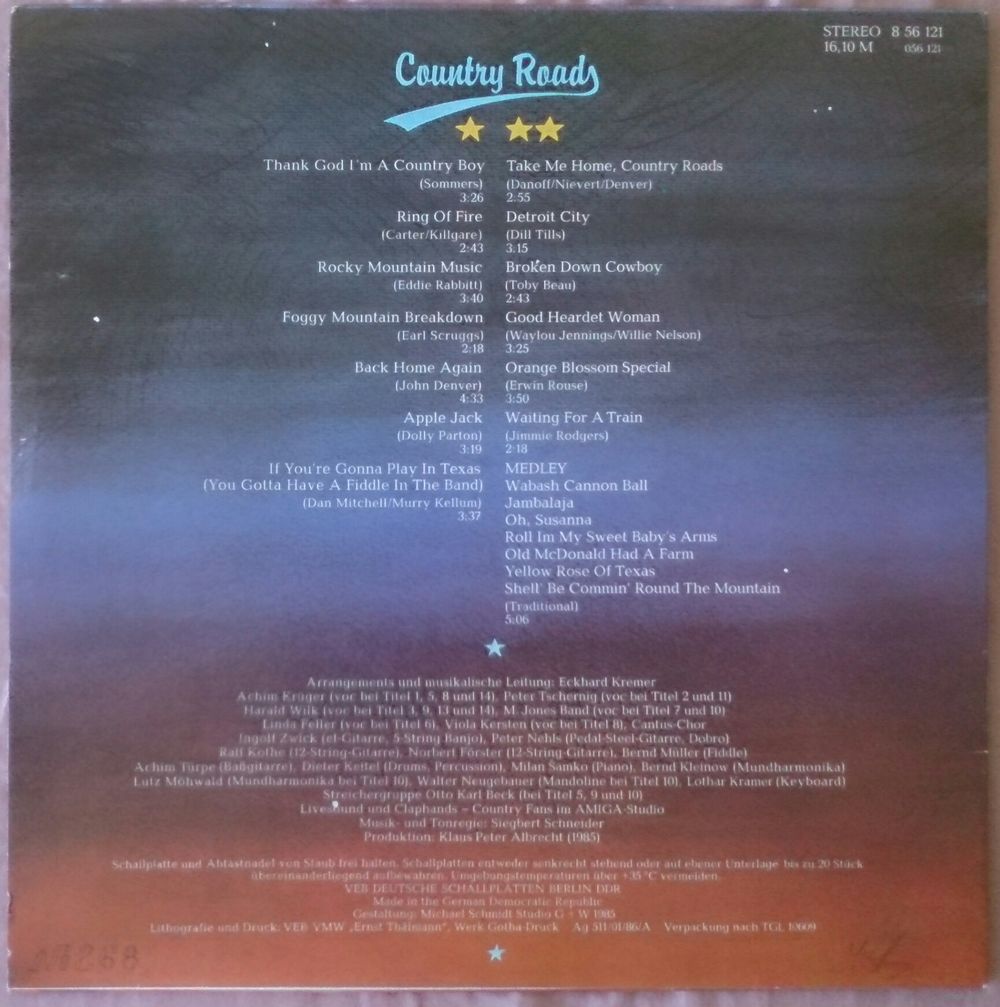 STEREO 8 56 121
16,10 M 056 121
Country Roads
Thank God I'm A Country Boy
(Sommers)
3:26
Ring Of Fire
(Carter/Killgare)
2:43
Rocky Mountain Music
(Eddie Rabbitt)
3:40
Foggy Mountain Breakdown
(Earl Scruggs)
2:18
Back Home Again
(John Denver)
4:33
Apple Jack
(Dolly Parton)
3:19
If You're Gonna Play In Texas
(You Gotta Have A Fiddle In The Band)
(Dan Mitchell/Murry Kellum)
3:37
Take Me Home, Country Roads
(Danoff/Nievert/Denver)
2:55
Detroit City
(Dill Tills)
3:15
Broken Down Cowboy
(Toby Beau)
2:43
Good Heardet Woman
(Waylou Jennings/Willie Nelson)
3:25
Orange Blossom Special
(Erwin Rouse)
3:50
Waiting For A Train
(Jimmie Rodgers)
2:18
MEDLEY
Wabash Cannon Ball
Jambalaja
Oh, Susanna
Roll Im My Sweet Baby's Arms
Old McDonald Had A Farm
Yellow Rose Of Texas
Shell' Be Commin' Round The Mountain
(Traditional)
5:06
Arrangements und musikalische Leitung: Eckhard Kremer
Achim Krüger (voc bei Titel 1, 5, 8 und 14), Peter Tschernig (voc bei Titel 2 und 11)
Harald Wilk (voc bei Titel 3, 9, 13 und 14), M. Jones Band (voc bei Titel 7 und 10)
Linda Feller (voc bei Titel 6), Viola Kersten (voc bei Titel 8), Cantus-Chor
Ingolf Zwick (el-Gitarre, 5-String Banjo), Peter Nehls (Pedal-Steel-Gitarre, Dobro)
Ralf Kothe (12-String-Gitarre), Norbert Förster (12-String-Gitarre), Bernd Müller (Fiddle)
Achim Türpe (Baßgitarre), Dieter Keitel (Drums, Percussion), Milan Samko (Piano), Bernd Kleinow (Mundharmonika)
Lutz Möhwald (Mundharmonika bei Titel 10), Walter Neugebauer (Mandoline bei Titel 10), Lothar Kramer (Keyboard)
Streichergruppe Otto Karl Beck (bei Titel 5, 9 und 10)
Livesound und Claphands – Country Fans im AMIGA-Studio
Musik- und Tonregie: Siegbert Schneider
Produktion: Klaus Peter Albrecht (1985)
Schallplatte und Abtastnadel von Staub frei halten. Schallplatten entweder senkrecht stehend oder auf ebener Unterlage bis zu 20 Stück
übereinanderliegend aufbewahren. Umgebungstemperaturen über +35 °C vermeiden.
VEB DEUTSCHE SCHALLPLATTEN BERLIN DDR
Made in the German Democratic Republic
Gestaltung: Michael Schmidt Studio G + W 1985
Lithografie und Druck: VEB VMW „Ernst Thälmann", Werk Gotha-Druck Ag 511/01/86/A Verpackung nach TGL 10609